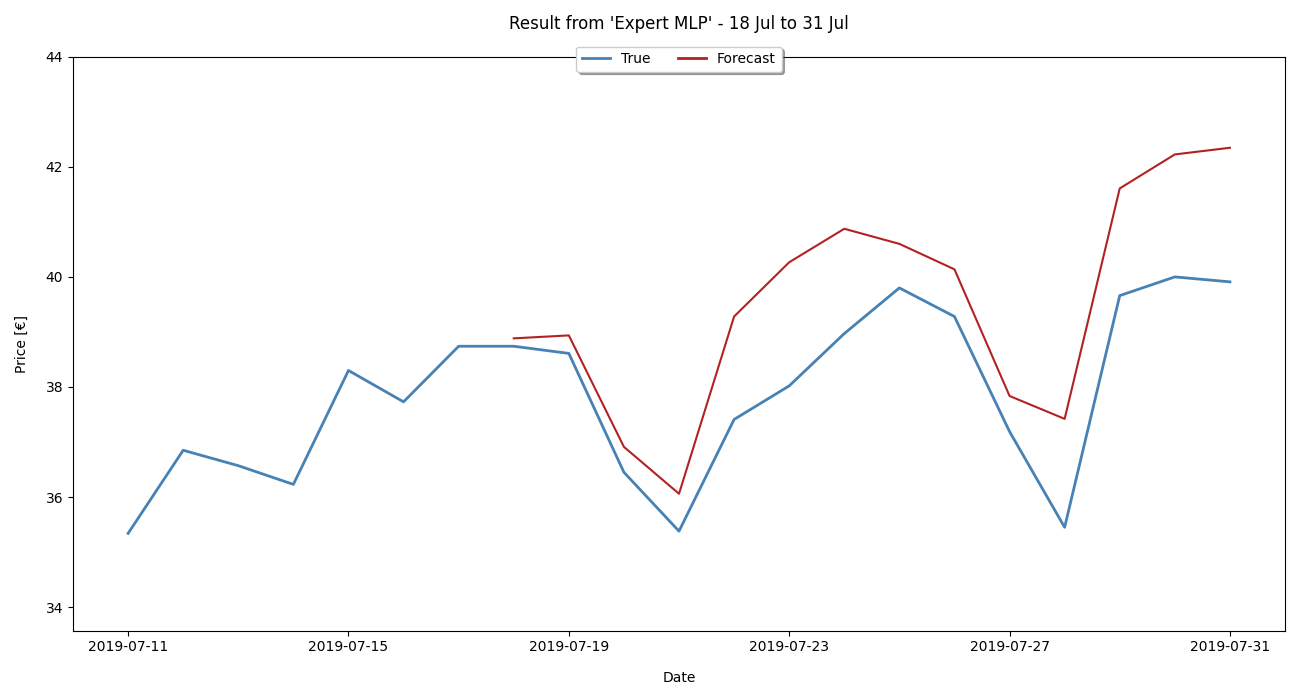 Result from 'Expert MLP' - 18 Jul to 31 Jul
True Forecast
44
42
40
38
36
34
Price [€]
2019-07-11 2019-07-15 2019-07-19 2019-07-23 2019-07-27 2019-07-31
Date